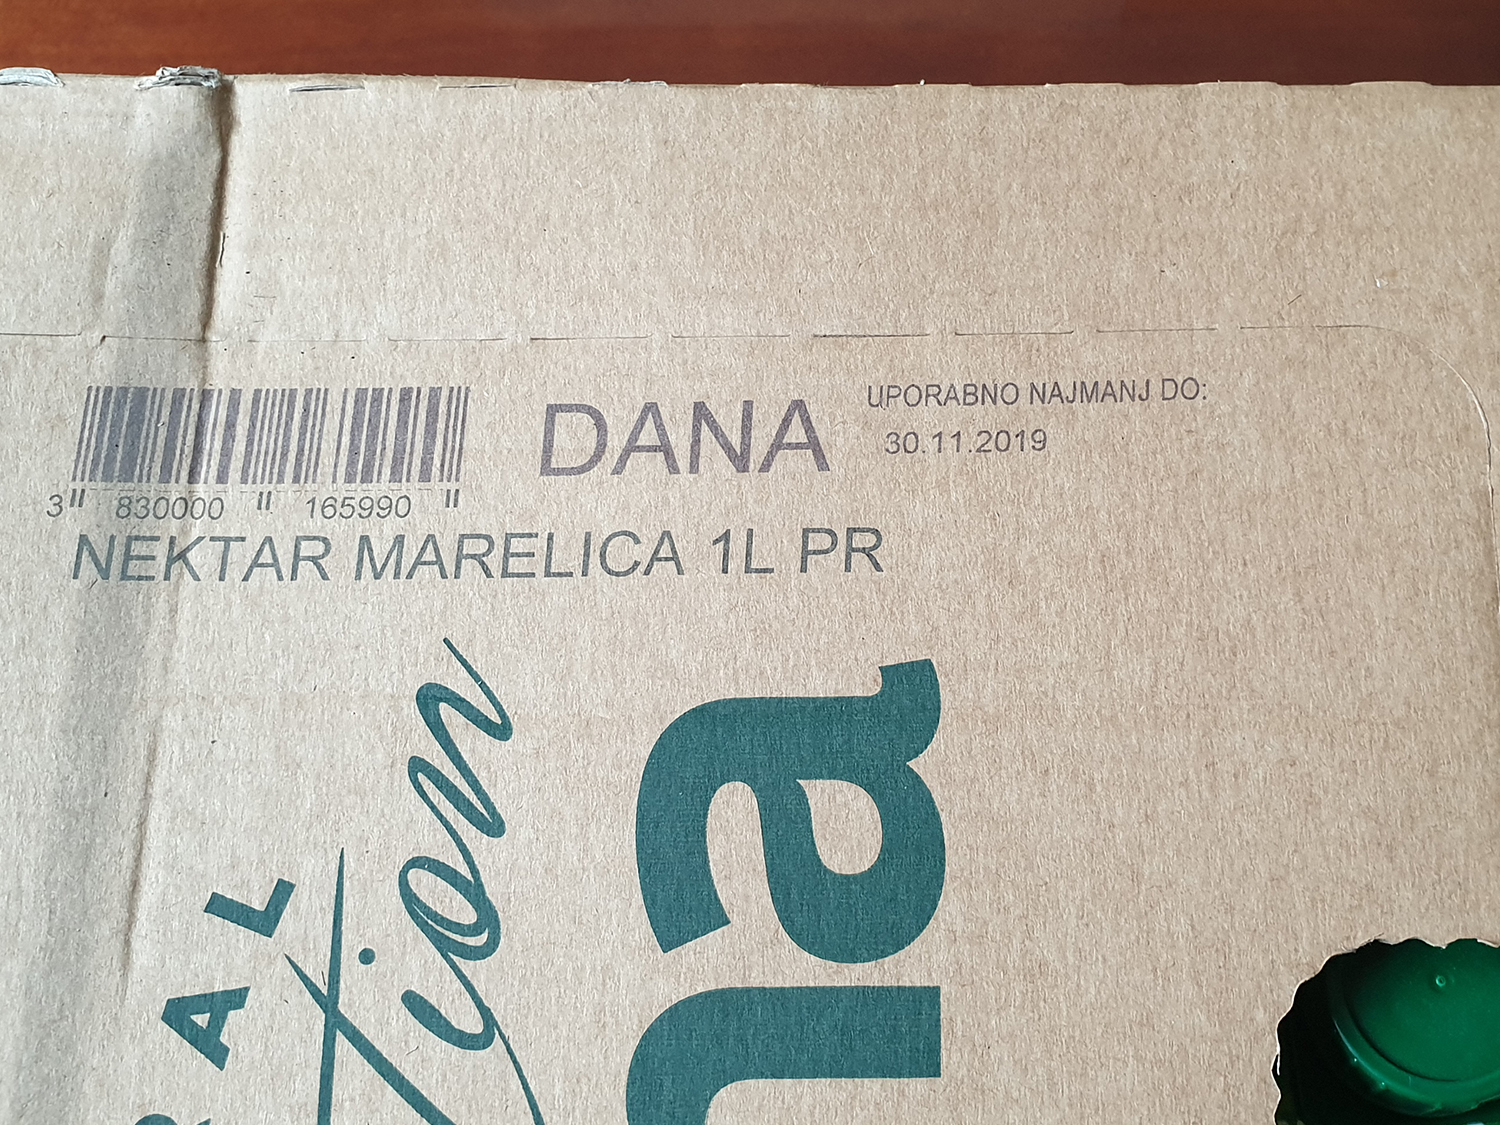 DANA
UPORABNO NAJMANJ DO:
30.11.2019
3 830000 165990
NEKTAR MARELICA 1L PR